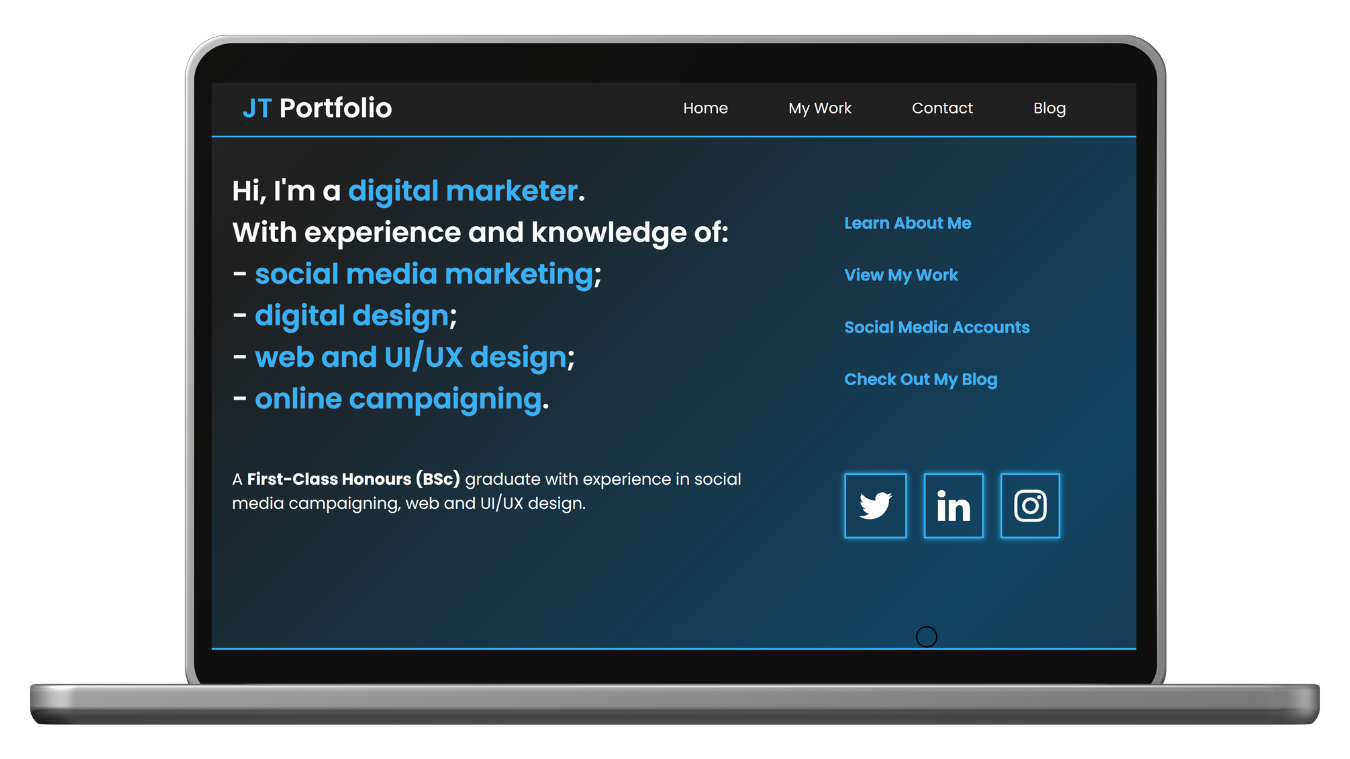 JT Portfolio
Home
My Work
Contact
Blog
Hi, I'm a digital marketer.
With experience and knowledge of:
- social media marketing;
- digital design;
- web and UI/UX design;
- online campaigning.
A First-Class Honours (BSc) graduate with experience in social
media campaigning, web and UI/UX design.
Learn About Me
View My Work
Social Media Accounts
Check Out My Blog
in